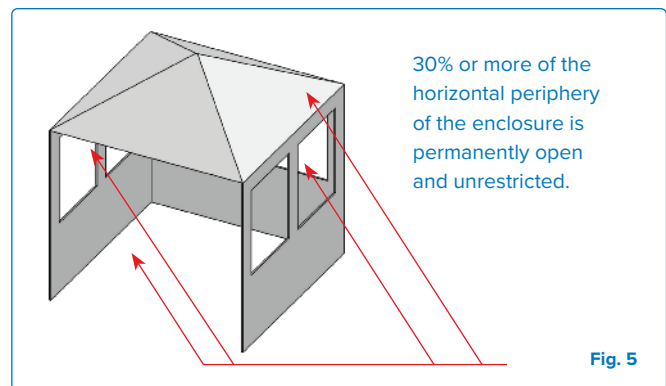 30% or more of the
horizontal periphery
of the enclosure is
permanently open
and unrestricted.
Fig. 5